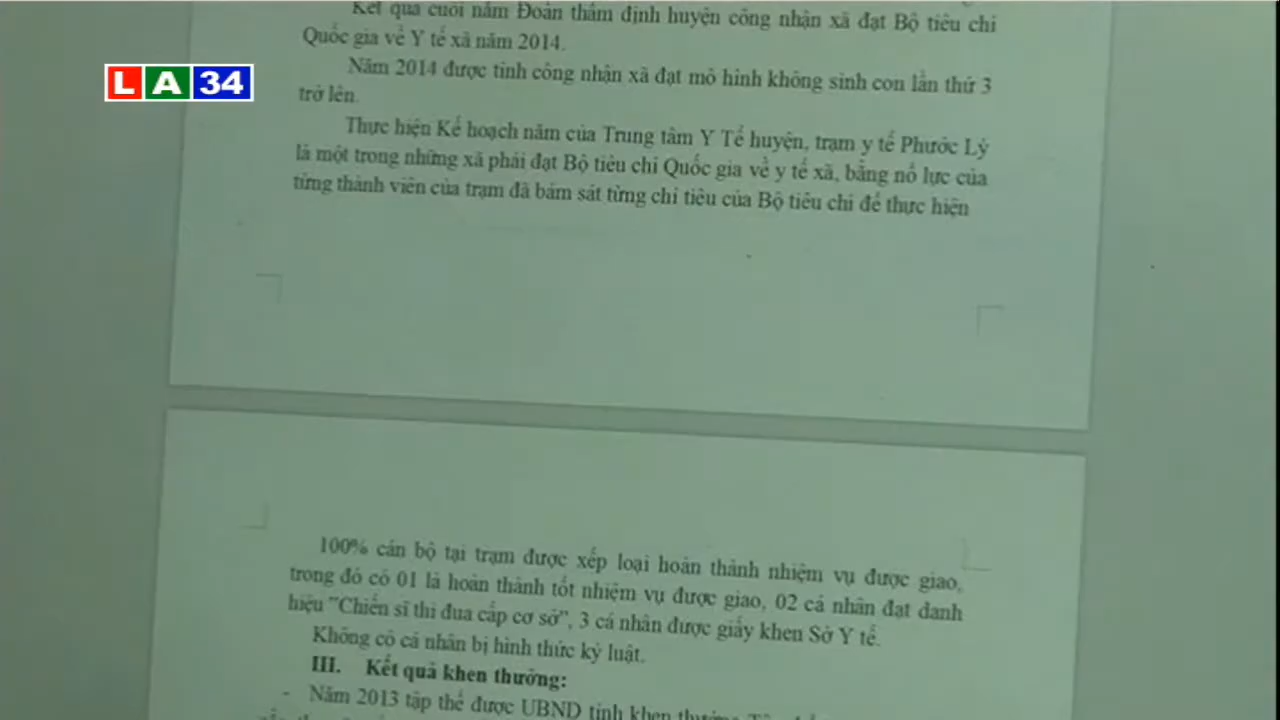 Kết quả cuối năm Đoàn thẩm định huyện công nhận xã đạt Bộ tiêu chí
Quốc gia về Y tế xã năm 2014.
LA34
Năm 2014 được tỉnh công nhận xã đạt mô hình không sinh con lần thứ 3
trở lên.
Thực hiện Kế hoạch năm của Trung tâm Y Tế huyện, trạm y tế Phước Lý
là một trong những xã phải đạt Bộ tiêu chí Quốc gia về y tế xã, bằng nổ lực của
từng thành viên của trạm đã bám sát từng chỉ tiêu của Bộ tiêu chí để thực hiện
100% cán bộ tại trạm được xếp loại hoàn thành nhiệm vụ được giao,
trong đó có 01 là hoàn thành tốt nhiệm vụ được giao, 02 cá nhân đạt danh
hiệu "Chiến sĩ thi đua cấp cơ sở", 3 cá nhân được giấy khen Sở Y tế.
Không có cá nhân bị hình thức kỷ luật.
III. Kết quả khen thưởng:
- Năm 2013 tập thể được UBND tỉnh khen thưởng